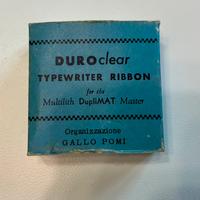 DUROclear
TYPEWRITER RIBBON
for the
Multilith DupliMAT Master
Organizzazione
GALLO POMI